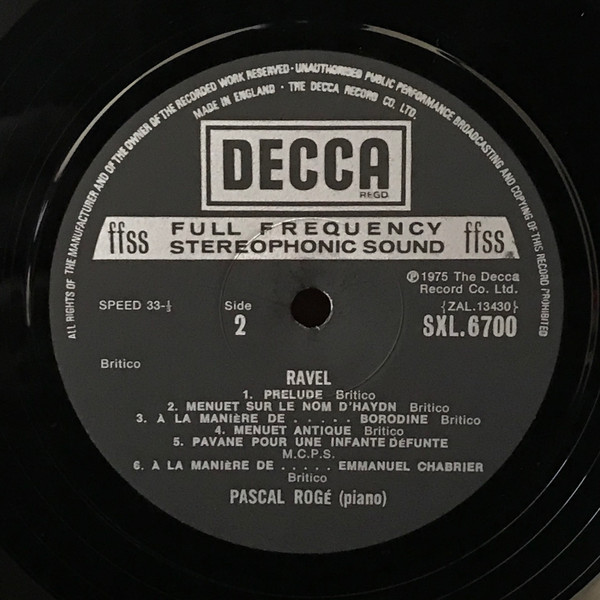 ALL RIGHTS OF THE MANUFACTURER AND OF THE OWNER OF THE RECORDED WORK RESERVED · UNAUTHORISED PUBLIC PERFORMANCE BROADCASTING AND COPYING OF THIS RECORD PROHIBITED
MADE IN ENGLAND · THE DECCA RECORD CO. LTD.
DECCA
REGD.
ffss FULL FREQUENCY STEREOPHONIC SOUND ffss
℗ 1975 The Decca
Record Co. Ltd.
SPEED 33-⅓
Side
2
{ZAL.13430}
SXL.6700
Britico
RAVEL
1. PRELUDE Britico
2. MENUET SUR LE NOM D'HAYDN Britico
3. À LA MANIÈRE DE ..... BORODINE Britico
4. MENUET ANTIQUE Britico
5. PAVANE POUR UNE INFANTE DÉFUNTE
M.C.P.S.
6. À LA MANIÈRE DE ..... EMMANUEL CHABRIER
Britico
PASCAL ROGÉ (piano)